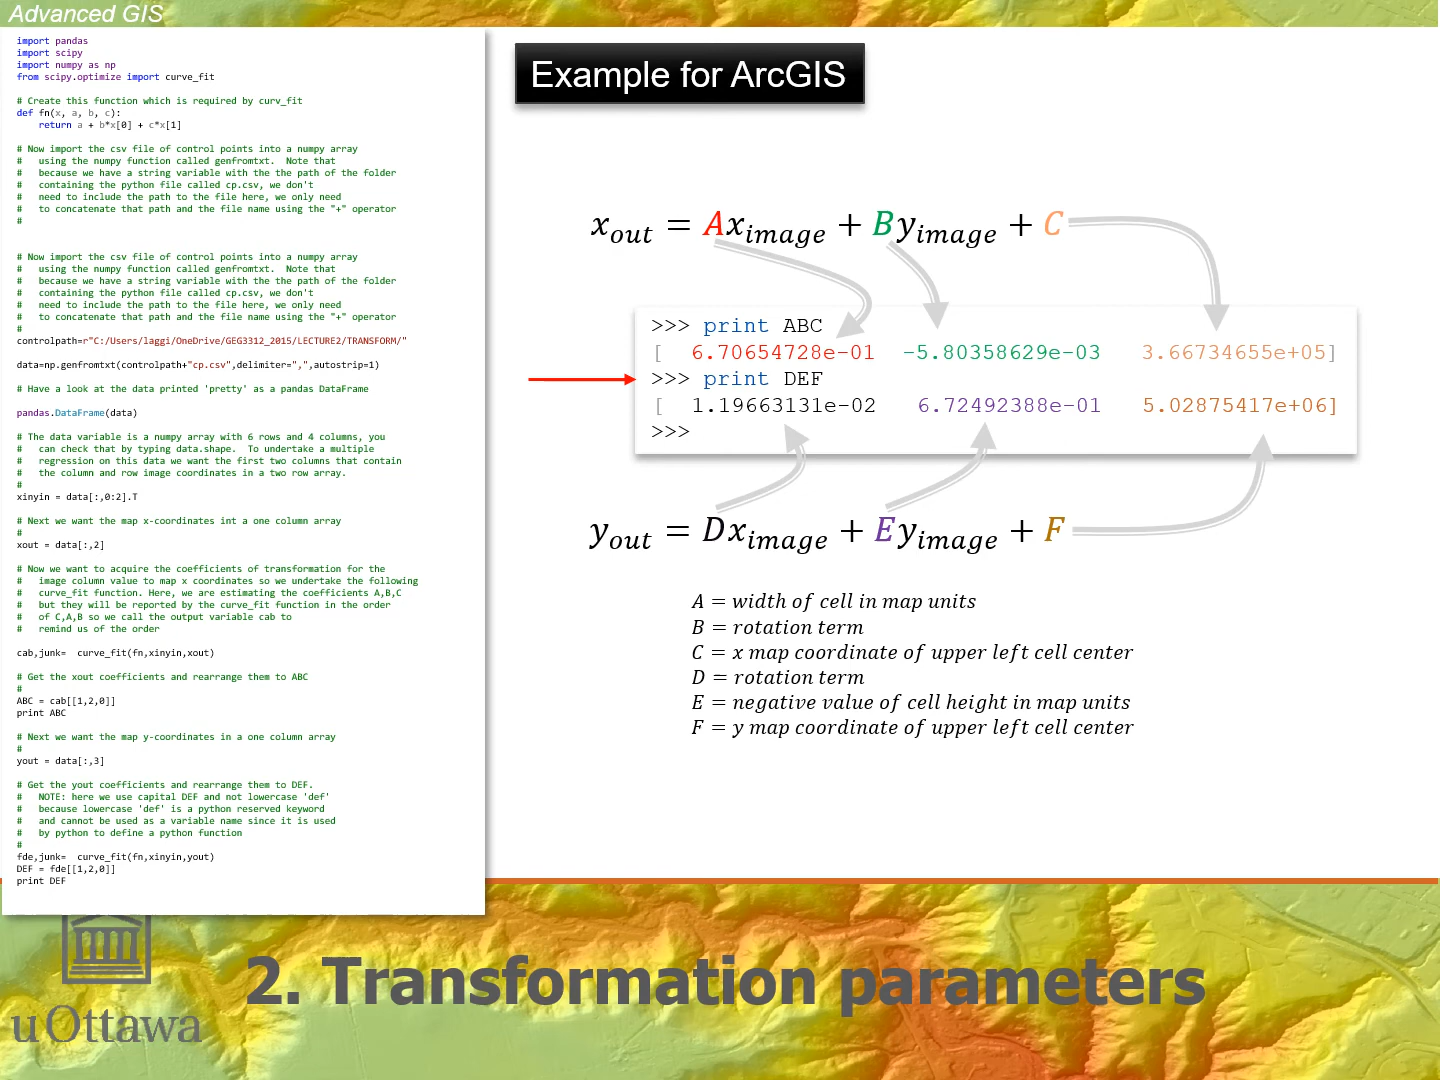 Advanced GIS
import pandas
import scipy
import numpy as np
from scipy.optimize import curve_fit
# Create this function which is required by curv_fit
def fn(x, a, b, c):
    return a + b*x[0] + c*x[1]
# Now import the csv file of control points into a numpy array
#   using the numpy function called genfromtxt.  Note that
#   because we have a string variable with the the path of the folder
#   containing the python file called cp.csv, we don't
#   need to include the path to the file here, we only need
#   to concatenate that path and the file name using the "+" operator
#
# Now import the csv file of control points into a numpy array
#   using the numpy function called genfromtxt.  Note that
#   because we have a string variable with the the path of the folder
#   containing the python file called cp.csv, we don't
#   need to include the path to the file here, we only need
#   to concatenate that path and the file name using the "+" operator
#
controlpath=r"C:/Users/laggi/OneDrive/GEG3312_2015/LECTURE2/TRANSFORM/"
data=np.genfromtxt(controlpath+"cp.csv",delimiter=",",autostrip=1)
# Have a look at the data printed 'pretty' as a pandas DataFrame
pandas.DataFrame(data)
# The data variable is a numpy array with 6 rows and 4 columns, you
#   can check that by typing data.shape.  To undertake a multiple
#   regression on this data we want the first two columns that contain
#   the column and row image coordinates in a two row array.
#
xinyin = data[:,0:2].T
# Next we want the map x-coordinates int a one column array
#
xout = data[:,2]
# Now we want to acquire the coefficients of transformation for the
#   image column value to map x coordinates so we undertake the following
#   curve_fit function. Here, we are estimating the coefficients A,B,C
#   but they will be reported by the curve_fit function in the order
#   of C,A,B so we call the output variable cab to
#   remind us of the order
cab,junk=  curve_fit(fn,xinyin,xout)
# Get the xout coefficients and rearrange them to ABC
#
ABC = cab[[1,2,0]]
print ABC
# Next we want the map y-coordinates in a one column array
#
yout = data[:,3]
# Get the yout coefficients and rearrange them to DEF.
#   NOTE: here we use capital DEF and not lowercase 'def'
#   because lowercase 'def' is a python reserved keyword
#   and cannot be used as a variable name since it is used
#   by python to define a python function
#
fde,junk=  curve_fit(fn,xinyin,yout)
DEF = fde[[1,2,0]]
print DEF
Example for ArcGIS
x_out = Ax_image + By_image + C
>>> print ABC
[  6.70654728e-01  -5.80358629e-03   3.66734655e+05]
>>> print DEF
[  1.19663131e-02   6.72492388e-01   5.02875417e+06]
>>>
y_out = Dx_image + Ey_image + F
A = width of cell in map units
B = rotation term
C = x map coordinate of upper left cell center
D = rotation term
E = negative value of cell height in map units
F = y map coordinate of upper left cell center
2. Transformation parameters
uOttawa